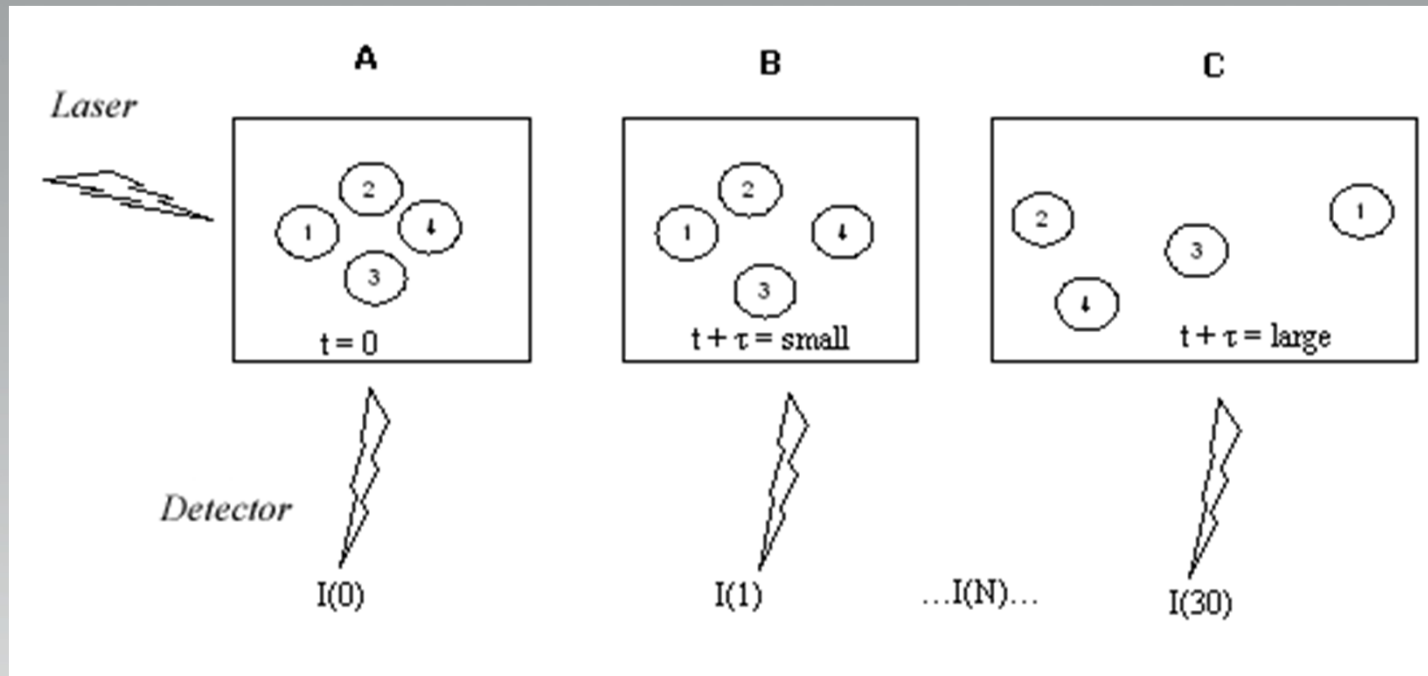 A
B
C
Laser
2
1
4
3
t = 0
2
1
4
3
t + τ = small
2
1
3
4
t + τ = large
Detector
I(0)
I(1)
...I(N)...
I(30)